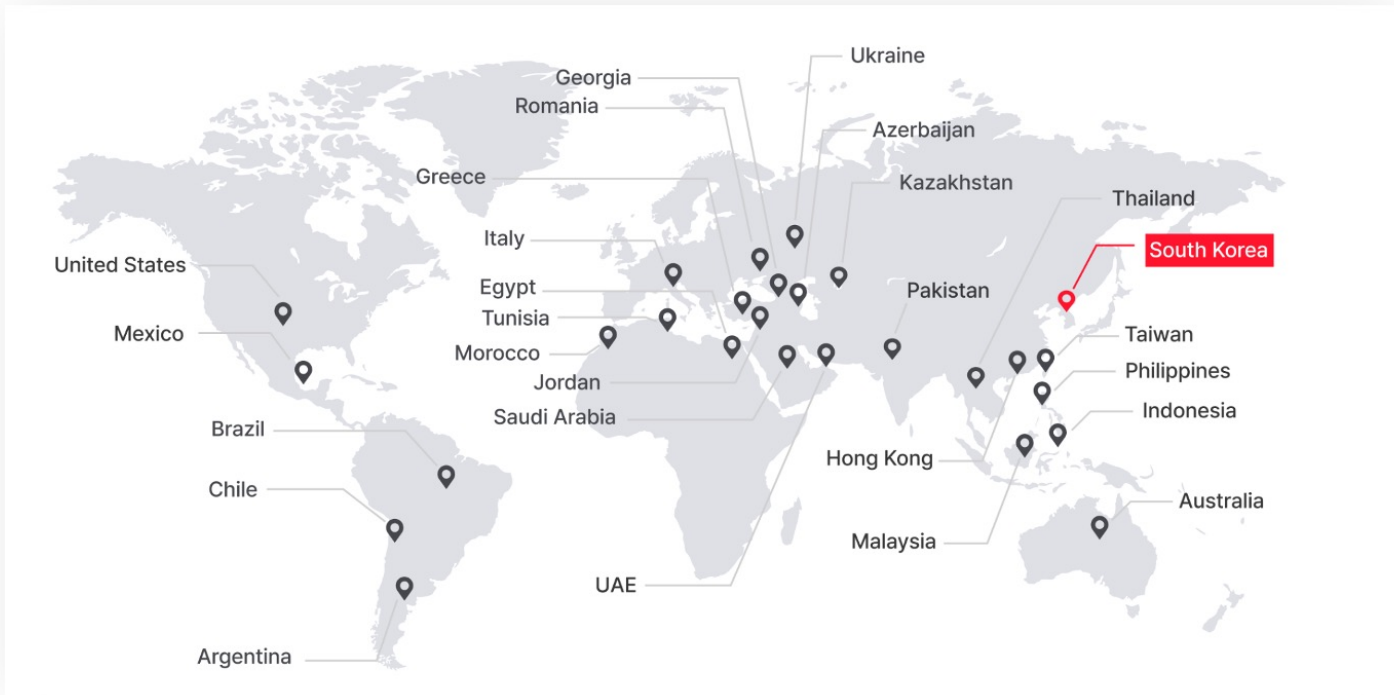 Ukraine
Georgia
Romania
Azerbaijan
Greece
Kazakhstan
Thailand
Italy
South Korea
United States
Egypt
Pakistan
Tunisia
Mexico
Taiwan
Morocco
Philippines
Jordan
Indonesia
Saudi Arabia
Brazil
Hong Kong
Chile
Australia
Malaysia
UAE
Argentina